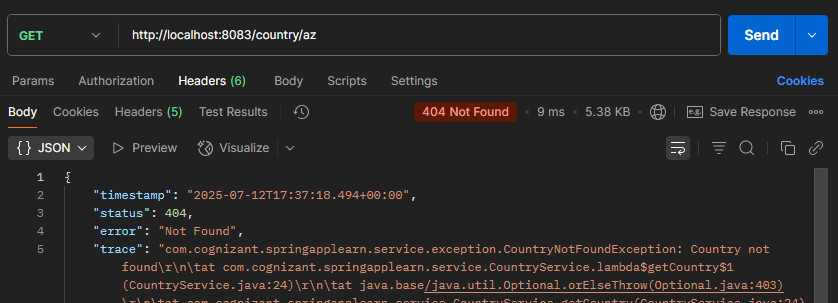 GET http://localhost:8083/country/az Send
Params Authorization Headers (6) Body Scripts Settings Cookies
Body Cookies Headers (5) Test Results 404 Not Found 9 ms 5.38 KB e.g. Save Response
{} JSON Preview Visualize
1 {
2 "timestamp": "2025-07-12T17:37:18.494+00:00",
3 "status": 404,
4 "error": "Not Found",
5 "trace": "com.cognizant.springapplearn.service.exception.CountryNotFoundException: Country not
found\r\n\tat com.cognizant.springapplearn.service.CountryService.lambda$getCountry$1
(CountryService.java:24)\r\n\tat java.base/java.util.Optional.orElseThrow(Optional.java:403)
\r\n\tat com.cognizant.springapplearn.service.CountryService.getCountry(CountryService.java:24)